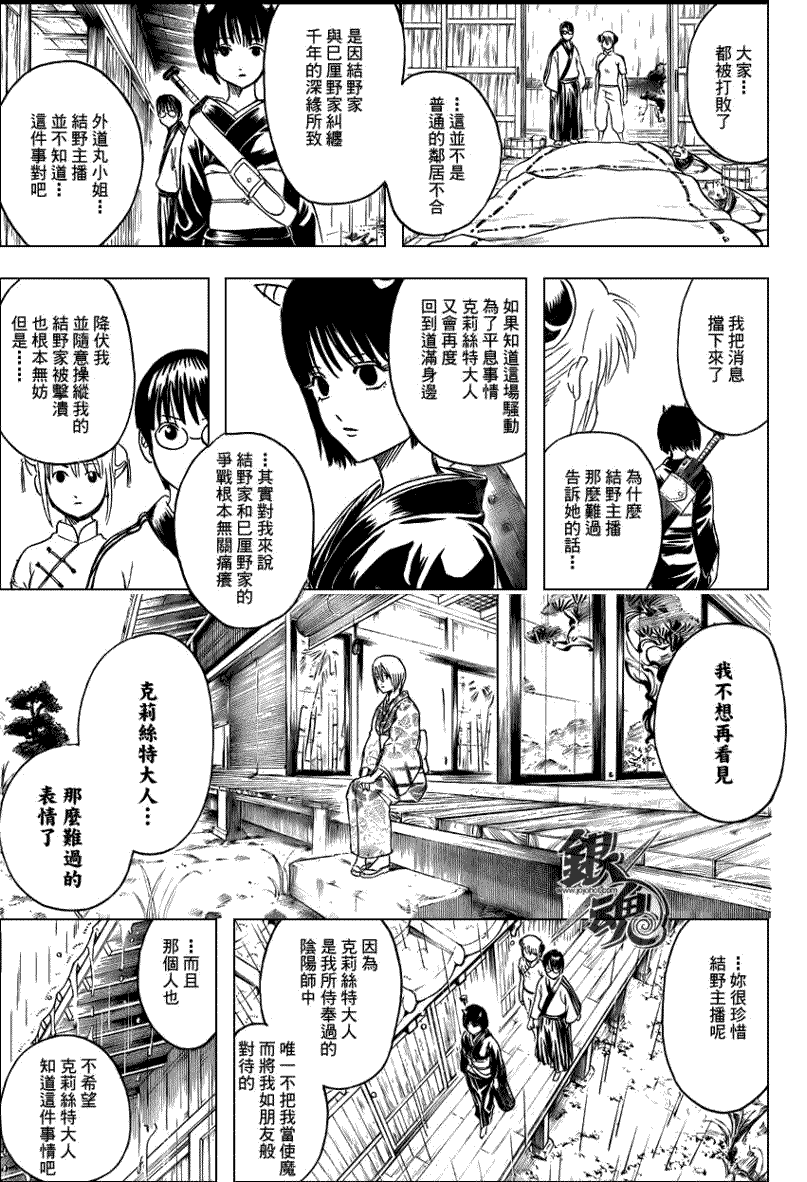 大家…
都被打敗了
…這並不是
普通的鄰居不合
是因結野家
與巳厘野家糾纏
千年的深緣所致
外道丸小姐…
結野主播
並不知道…
這件事對吧
我把消息
擋下來了
為什麼
結野主播
那麼難過
告訴她的話…
如果知道這場騷動
為了平息事情
克莉絲特大人
又會再度
回到道滿身邊
…其實對我來說
結野家和巳厘野家的
爭戰根本無關痛癢
降伏我
並隨意操縱我的
結野家被擊潰
也根本無妨
但是……
我不想再看見
克莉絲特大人…
那麼難過的
表情了
銀魂
www.jojohot.com
…妳很珍惜
結野主播呢
因為
克莉絲特大人
是我所侍奉過的
陰陽師中
唯一不把我當使魔
而將我如朋友般
對待的
…而且
那個人也
不希望
克莉絲特大人
知道這件事情吧